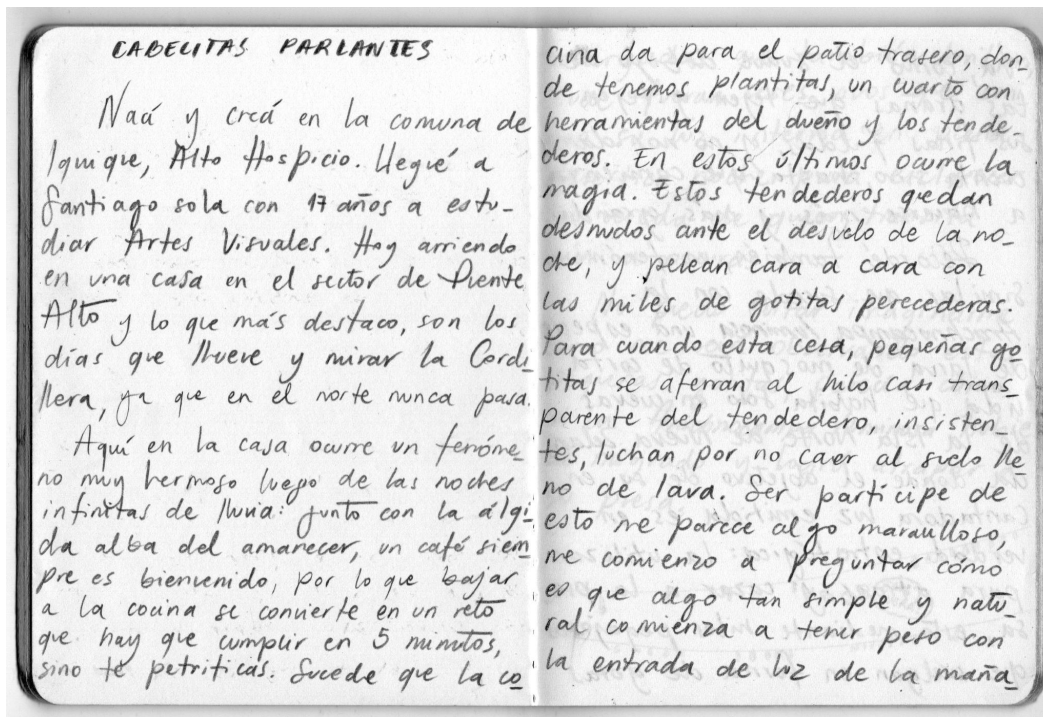 CABECITAS PARLANTES
Nací y crecí en la comuna de
Iquique, Alto Hospicio. Llegué a
Santiago sola con 17 años a estu-
diar Artes Visuales. Hoy arriendo
en una casa en el sector de Puente
Alto y lo que más destaco, son los
días que llueve y mirar la Cordi_
llera, ya que en el norte nunca pasa.
Aquí en la casa ocurre un fenóme_
no muy hermoso luego de las noches
infinitas de lluvia: junto con la álgi_
da alba del amanecer, un café siem_
pre es bienvenido, por lo que bajar
a la cocina se convierte en un reto
que hay que cumplir en 5 minutos,
sino te petrificas. Sucede que la co_
cina da para el patio trasero, don_
de tenemos plantitas, un cuarto con
herramientas del dueño y los tende_
deros. En estos últimos ocurre la
magia. Estos tendederos quedan
desnudos ante el desvelo de la no_
che, y pelean cara a cara con
las miles de gotitas perecederas.
Para cuando esta cesa, pequeñas go_
titas se aferran al hilo casi trans_
parente del tendedero, insisten_
tes, luchan por no caer al suelo lle_
no de lava. Ser partícipe de
esto me parece algo maravilloso,
me comienzo a preguntar cómo
es que algo tan simple y natu_
ral comienza a tener peso con
la entrada de luz de la maña_